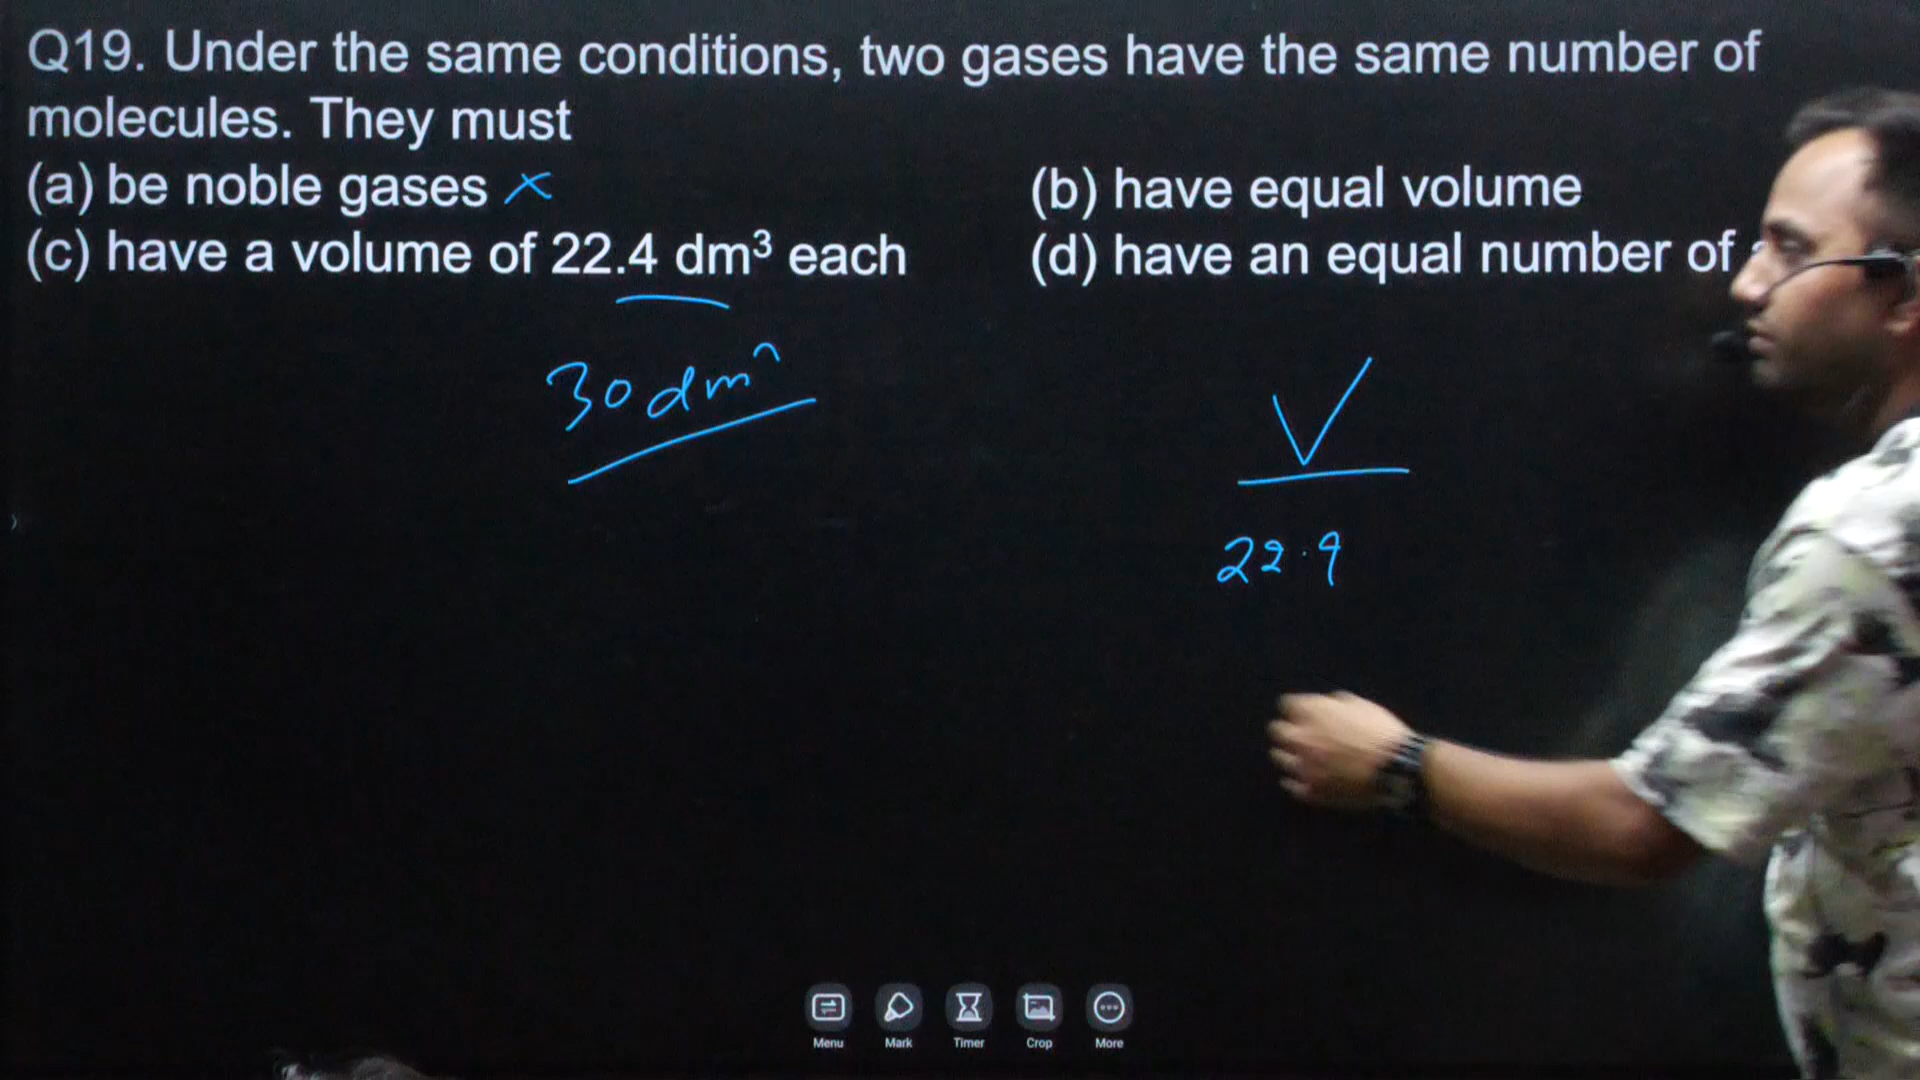 Q19. Under the same conditions, two gases have the same number of
molecules. They must
(a) be noble gases ×
(b) have equal volume
(c) have a volume of 22.4 dm³ each
(d) have an equal number of
30 dm
V
22.4
Menu Mark Timer Crop More